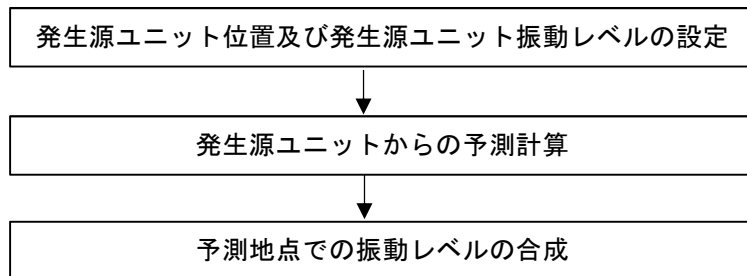 発生源ユニット位置及び発生源ユニット振動レベルの設定
発生源ユニットからの予測計算
予測地点での振動レベルの合成